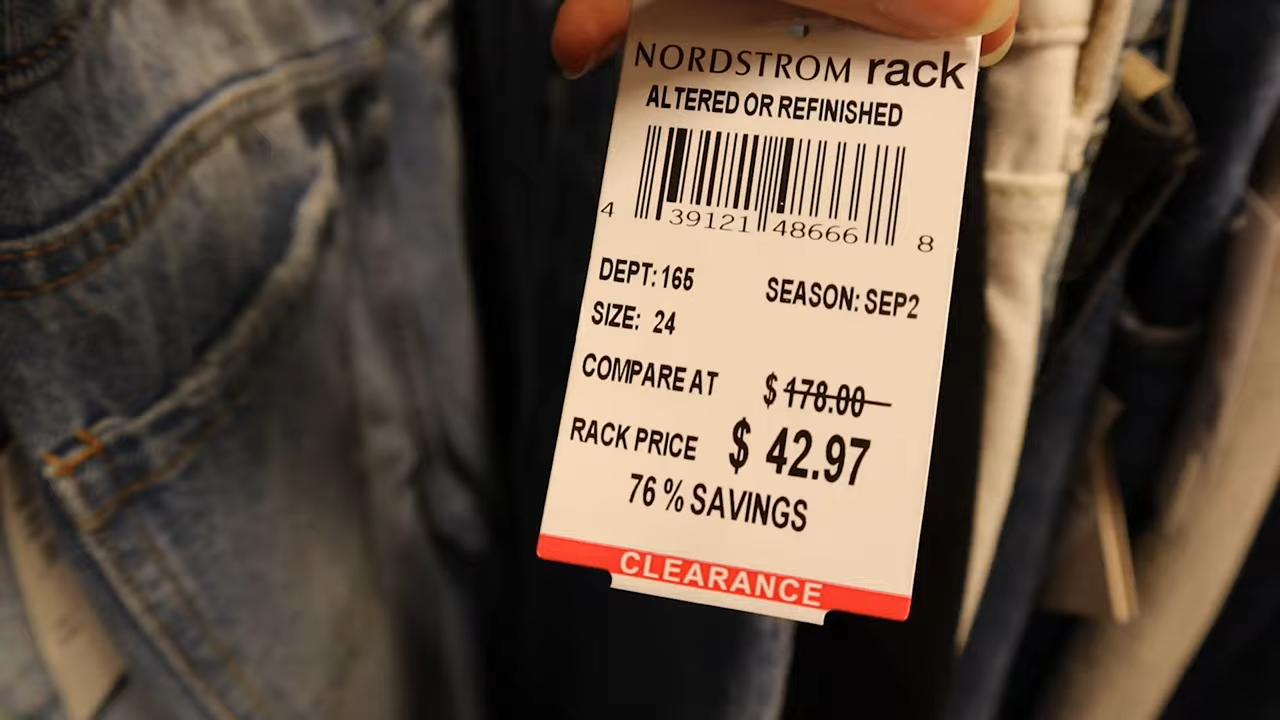 NORDSTROM rack
ALTERED OR REFINISHED
4 39121 48666 8
DEPT: 165 SEASON: SEP2
SIZE: 24
COMPARE AT $ 178.00
RACK PRICE $ 42.97
76 % SAVINGS
CLEARANCE